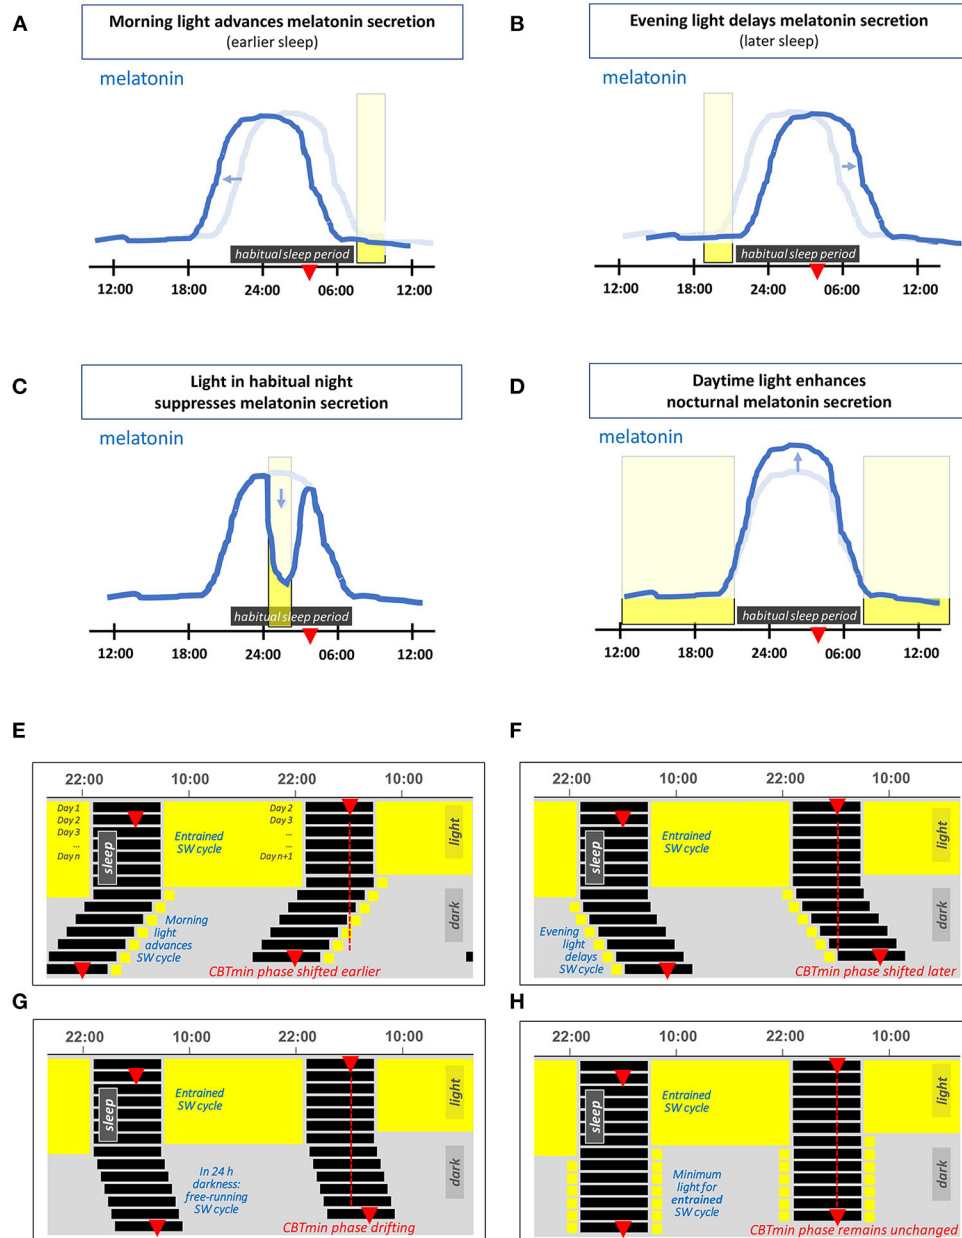 A
Morning light advances melatonin secretion
(earlier sleep)
melatonin
habitual sleep period
12:00 18:00 24:00 06:00 12:00
B
Evening light delays melatonin secretion
(later sleep)
melatonin
habitual sleep period
12:00 18:00 24:00 06:00 12:00
C
Light in habitual night
suppresses melatonin secretion
melatonin
habitual sleep period
12:00 18:00 24:00 06:00 12:00
D
Daytime light enhances
nocturnal melatonin secretion
melatonin
habitual sleep period
12:00 18:00 24:00 06:00 12:00
E
22:00 10:00 22:00 10:00
Day 1
Day 2
Day 3
...
Day n
sleep
Entrained
SW cycle
Day 2
Day 3
...
...
Day n+1
light
dark
Morning
light
advances
SW cycle
CBTmin phase shifted earlier
F
22:00 10:00 22:00 10:00
sleep
Entrained
SW cycle
light
dark
Evening
light
delays
SW cycle
CBTmin phase shifted later
G
22:00 10:00 22:00 10:00
sleep
Entrained
SW cycle
light
dark
In 24 h
darkness:
free-running
SW cycle
CBTmin phase drifting
H
22:00 10:00 22:00 10:00
sleep
Entrained
SW cycle
light
dark
Minimum
light for
entrained
SW cycle
CBTmin phase remains unchanged